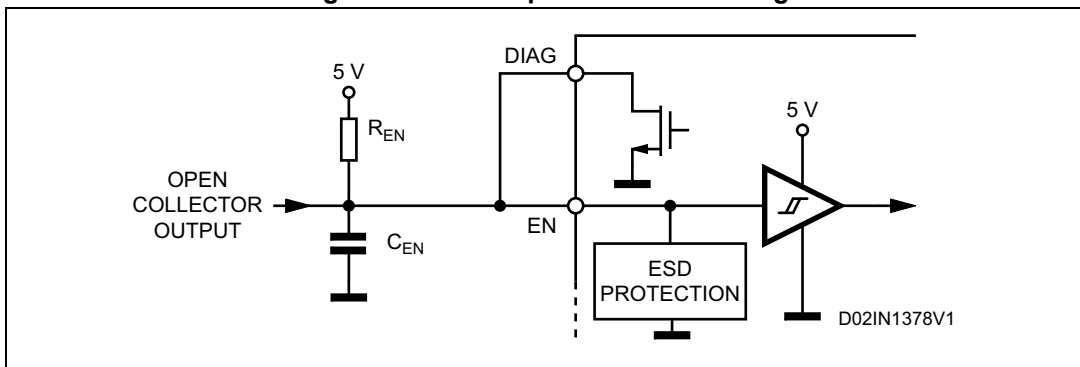 DIAG
5 V
R_EN
5 V
OPEN
COLLECTOR
OUTPUT
EN
C_EN
ESD
PROTECTION
D02IN1378V1